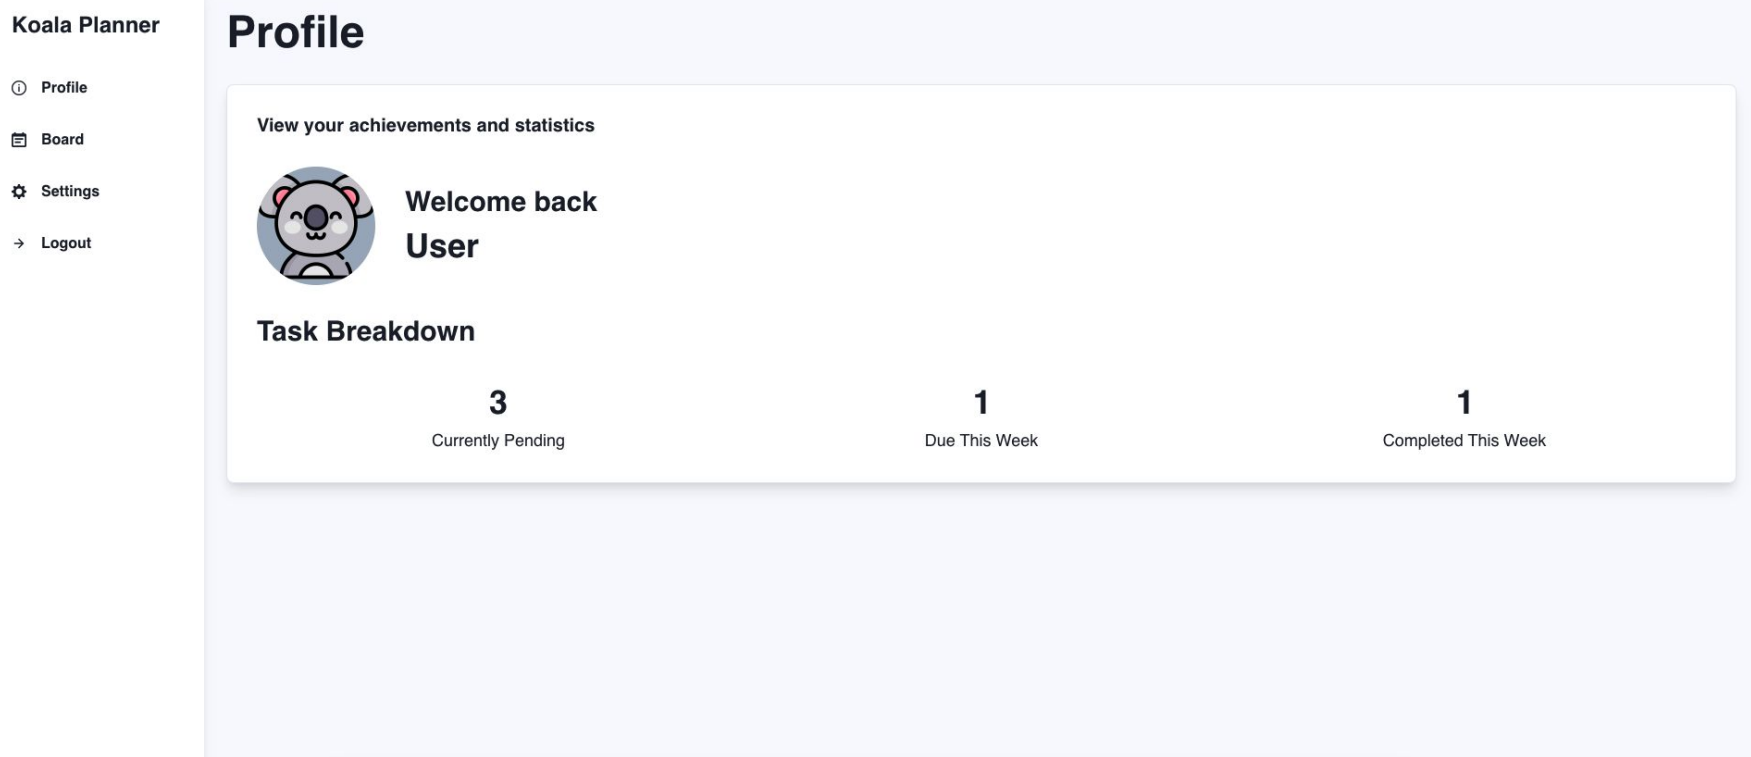 Koala Planner
Profile
Board
Settings
Logout
Profile
View your achievements and statistics
Welcome back
User
Task Breakdown
3
Currently Pending
1
Due This Week
1
Completed This Week